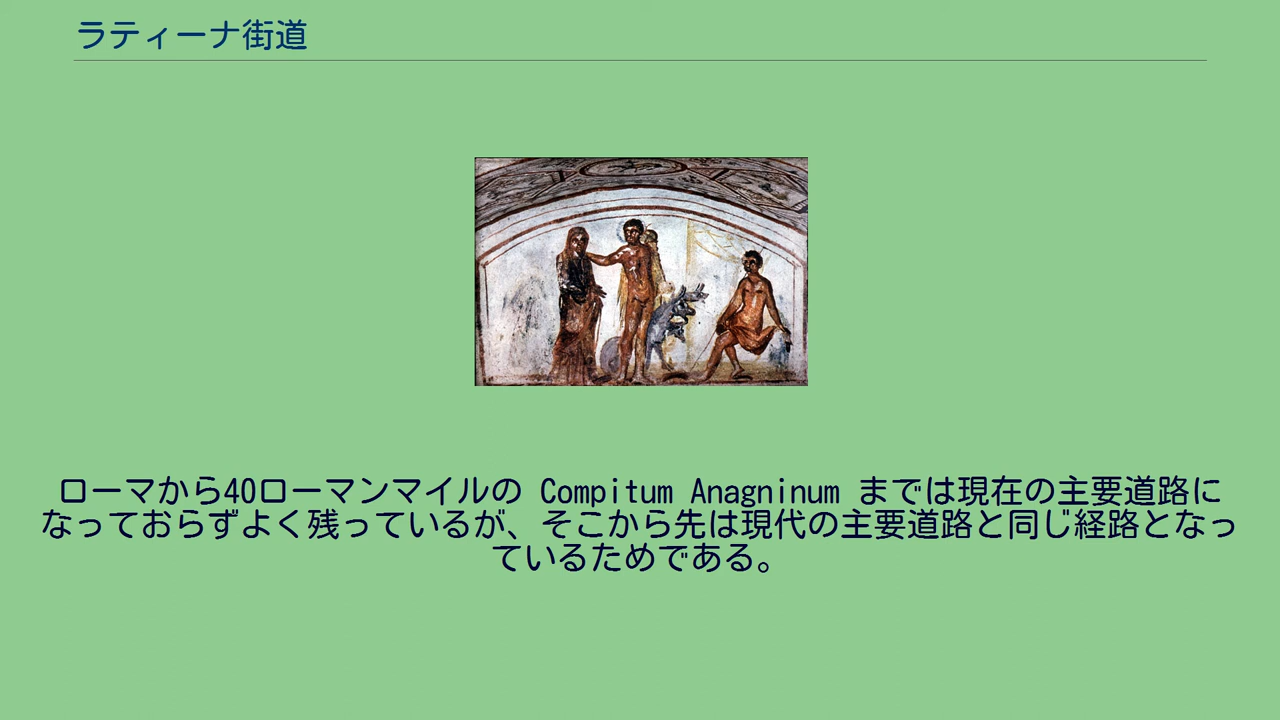 ラティーナ街道
ローマから40ローマンマイルの Compitum Anagninum までは現在の主要道路に
なっておらずよく残っているが、そこから先は現代の主要道路と同じ経路となっ
ているためである。